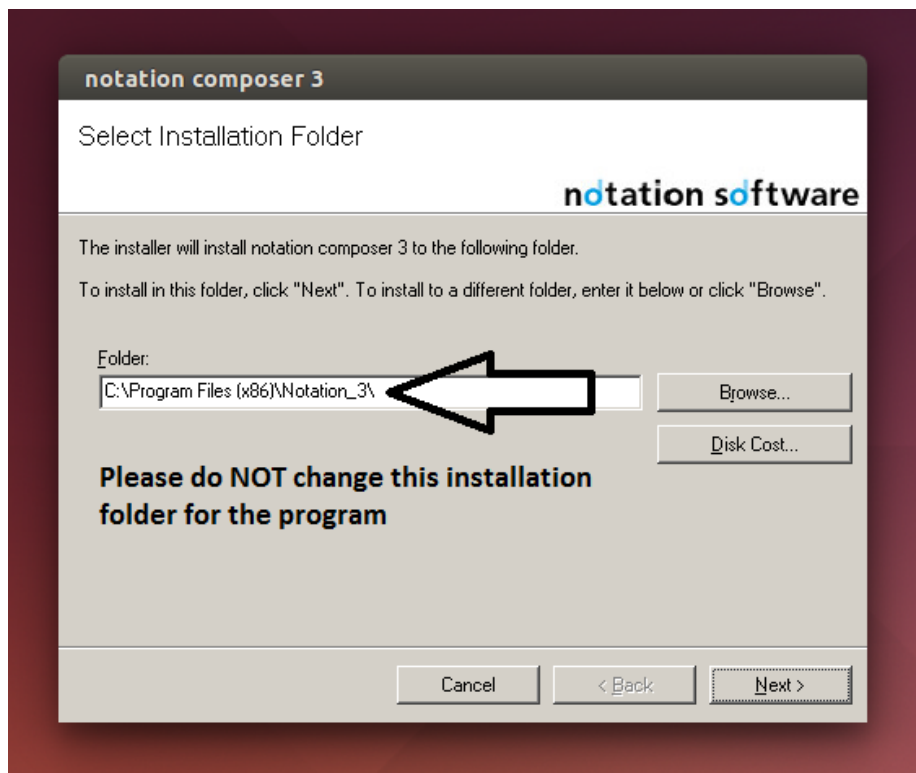 notation composer 3
Select Installation Folder
notation software
The installer will install notation composer 3 to the following folder.
To install in this folder, click "Next". To install to a different folder, enter it below or click "Browse".
Folder:
C:\Program Files (x86)\Notation_3\
Browse...
Disk Cost...
Please do NOT change this installation
folder for the program
Cancel
< Back
Next >